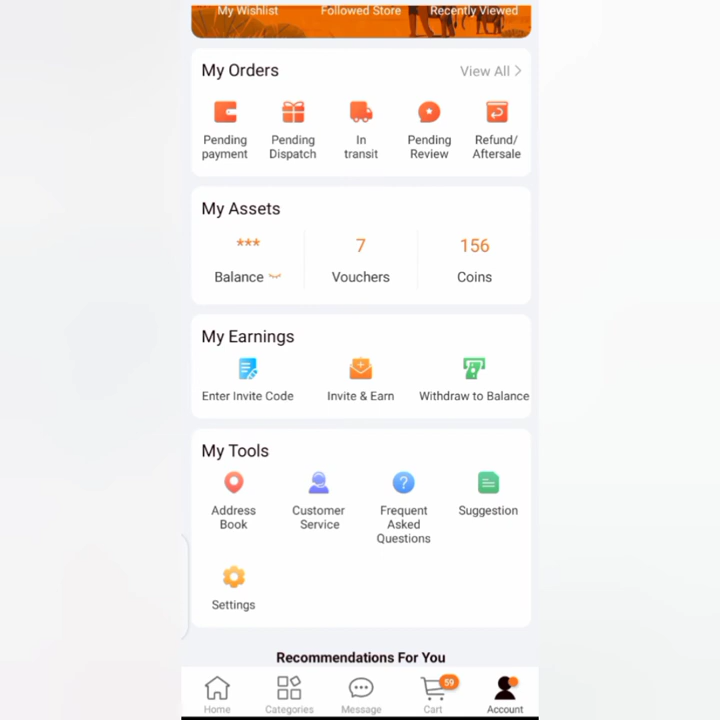 My Wishlist Followed Store Recently Viewed
My Orders View All >
Pending payment
Pending Dispatch
In transit
Pending Review
Refund/ Aftersale
My Assets
*** 7 156
Balance Vouchers Coins
My Earnings
Enter Invite Code Invite & Earn Withdraw to Balance
My Tools
Address Book
Customer Service
Frequent Asked Questions
Suggestion
Settings
Recommendations For You
59
Home Categories Message Cart Account